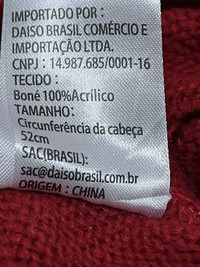 IMPORTADO POR :
DAISO BRASIL COMÉRCIO E
IMPORTAÇÃO LTDA.
CNPJ : 14.987.685/0001-16
TECIDO :
Boné 100%Acrílico
TAMANHO:
Circunferência da cabeça
52cm
SAC(BRASIL):
sac@daisobrasil.com.br
ORIGEM : CHINA